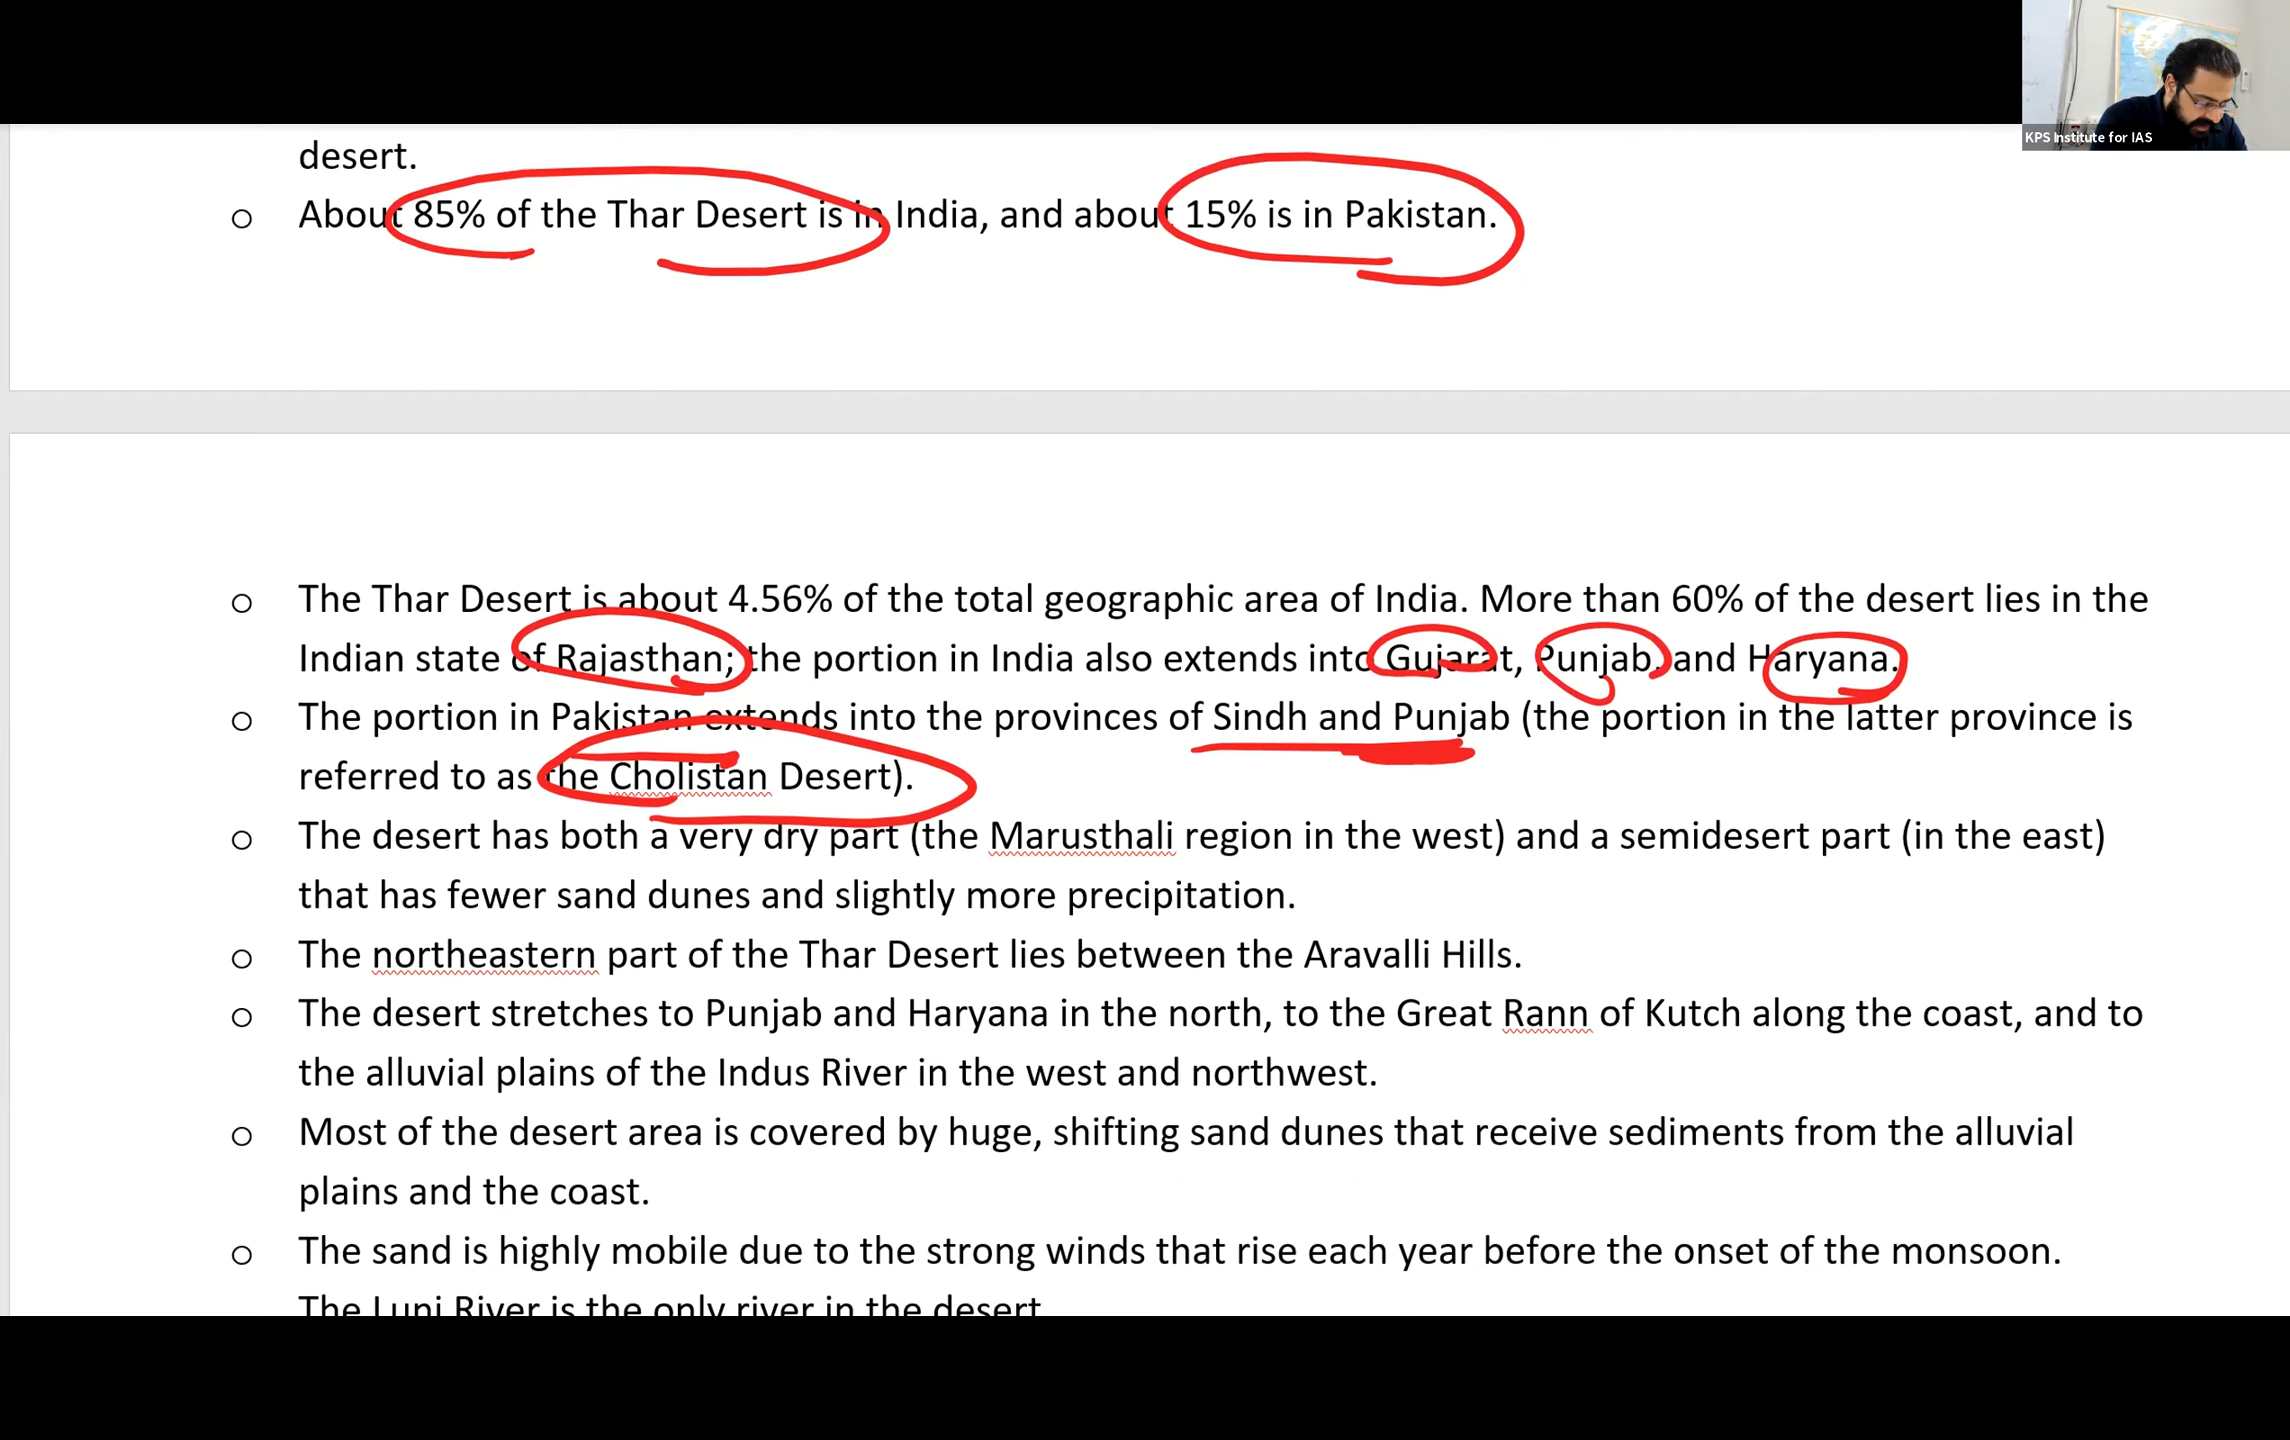 KPS Institute for IAS
desert.
o About 85% of the Thar Desert is in India, and about 15% is in Pakistan.
o The Thar Desert is about 4.56% of the total geographic area of India. More than 60% of the desert lies in the
Indian state of Rajasthan; the portion in India also extends into Gujarat, Punjab, and Haryana.
o The portion in Pakistan extends into the provinces of Sindh and Punjab (the portion in the latter province is
referred to as the Cholistan Desert).
o The desert has both a very dry part (the Marusthali region in the west) and a semidesert part (in the east)
that has fewer sand dunes and slightly more precipitation.
o The northeastern part of the Thar Desert lies between the Aravalli Hills.
o The desert stretches to Punjab and Haryana in the north, to the Great Rann of Kutch along the coast, and to
the alluvial plains of the Indus River in the west and northwest.
o Most of the desert area is covered by huge, shifting sand dunes that receive sediments from the alluvial
plains and the coast.
o The sand is highly mobile due to the strong winds that rise each year before the onset of the monsoon.
The Luni River is the only river in the desert